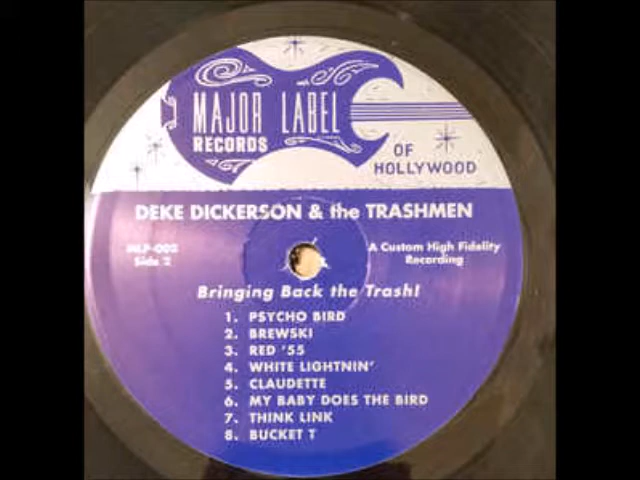 MAJOR LABEL
RECORDS
OF
HOLLYWOOD
DEKE DICKERSON & the TRASHMEN
MLP-002
Side 2
A Custom High Fidelity
Recording
Bringing Back the Trash!
1. PSYCHO BIRD
2. BREWSKI
3. RED '55
4. WHITE LIGHTNIN'
5. CLAUDETTE
6. MY BABY DOES THE BIRD
7. THINK LINK
8. BUCKET T